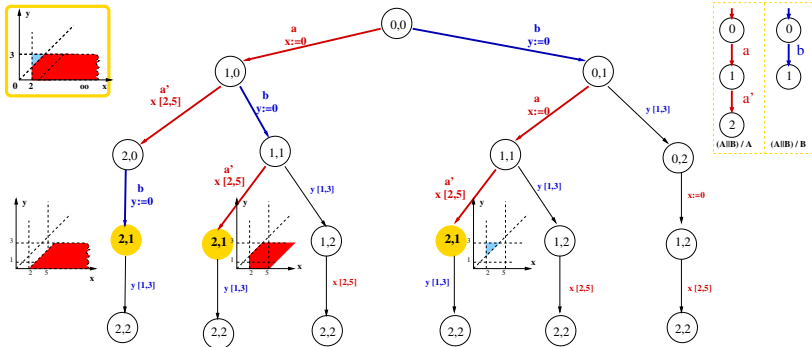 y
3
0
2
oo
x
0,0
a
x:=0
b
y:=0
0
0
a
b
1
1
a'
2
(A||B) / A
(A||B) / B
1,0
0,1
a'
x [2,5]
b
y:=0
a
x:=0
y [1,3]
2,0
1,1
1,1
0,2
b
y:=0
a'
x [2,5]
y [1,3]
a'
x [2,5]
y [1,3]
x:=0
y
3
1
2
5
x
2,1
2,1
y
3
1
2
5
x
1,2
2,1
y
3
1
2
5
x
1,2
1,2
y [1,3]
y [1,3]
x [2,5]
y [1,3]
x [2,5]
x [2,5]
2,2
2,2
2,2
2,2
2,2
2,2